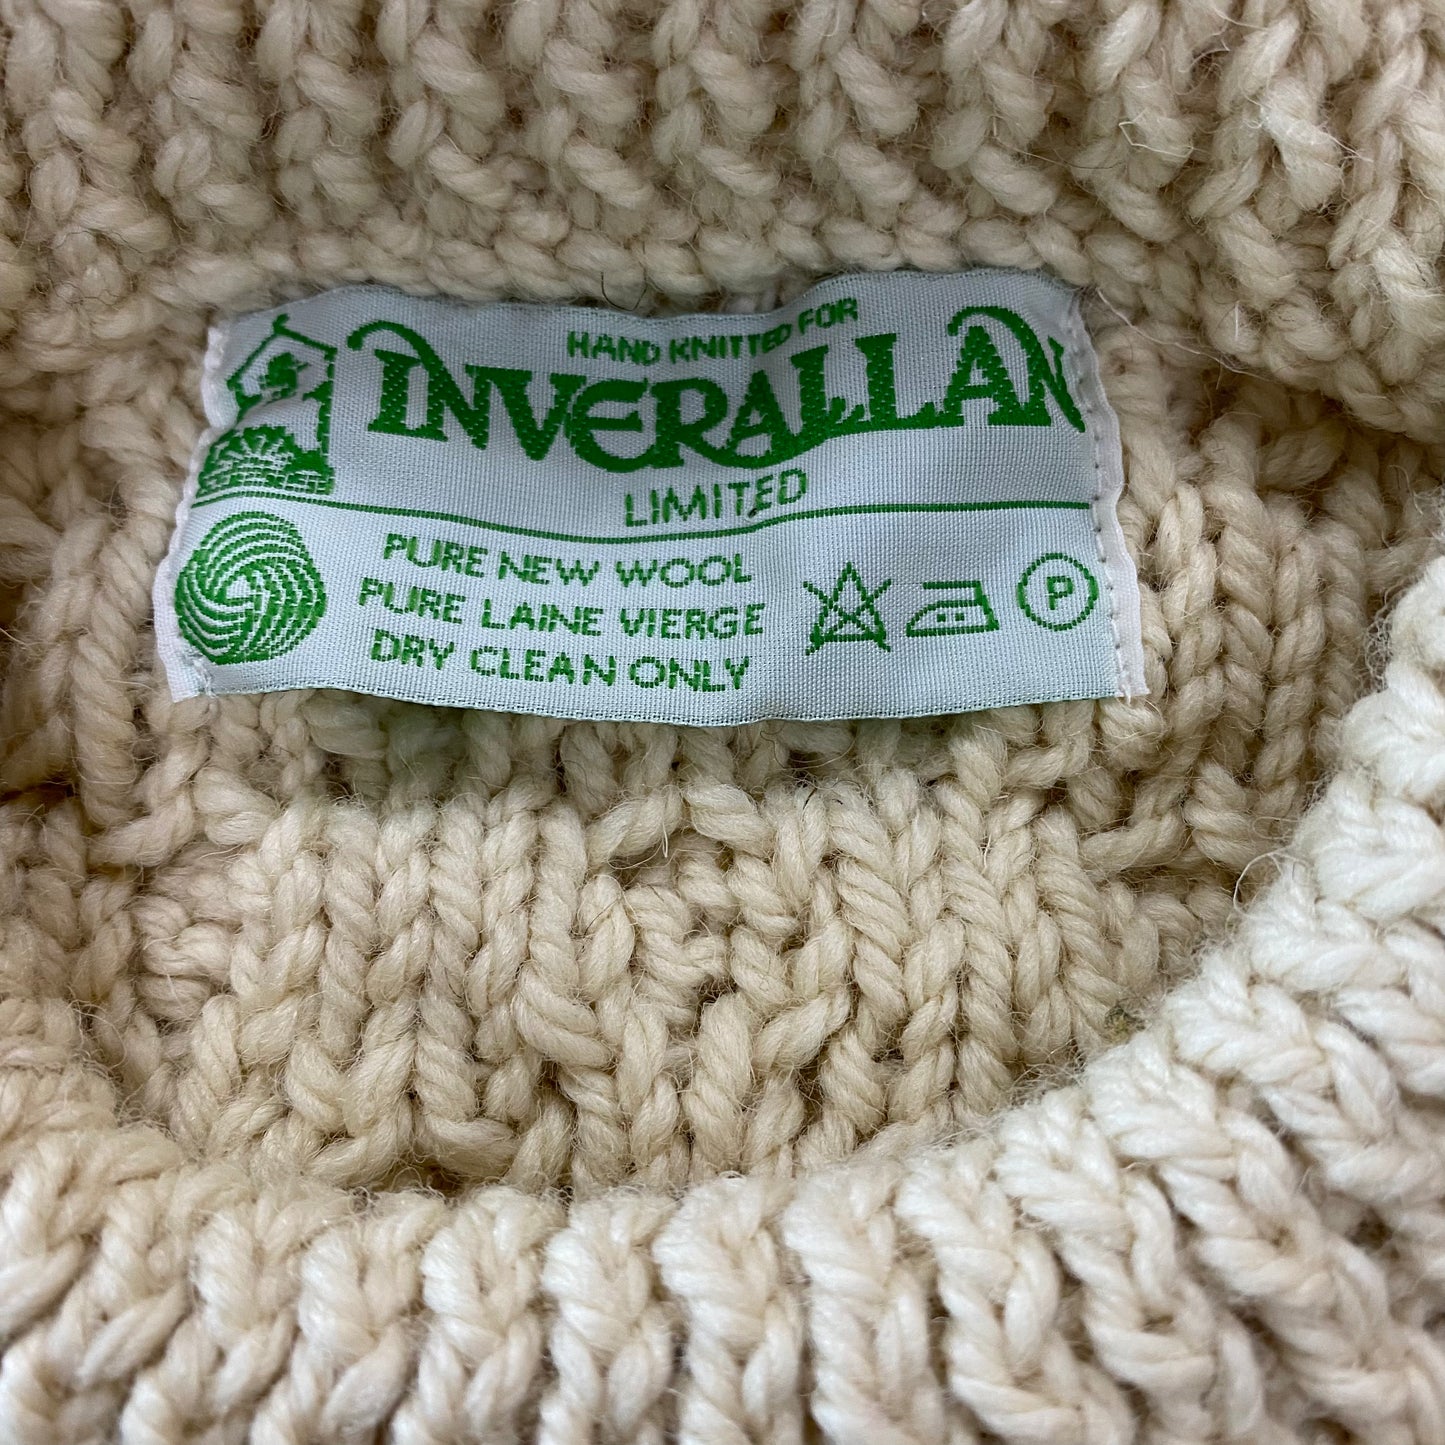 HAND KNITTED FOR
INVERALLAN
LIMITED
PURE NEW WOOL
PURE LAINE VIERGE
DRY CLEAN ONLY
P